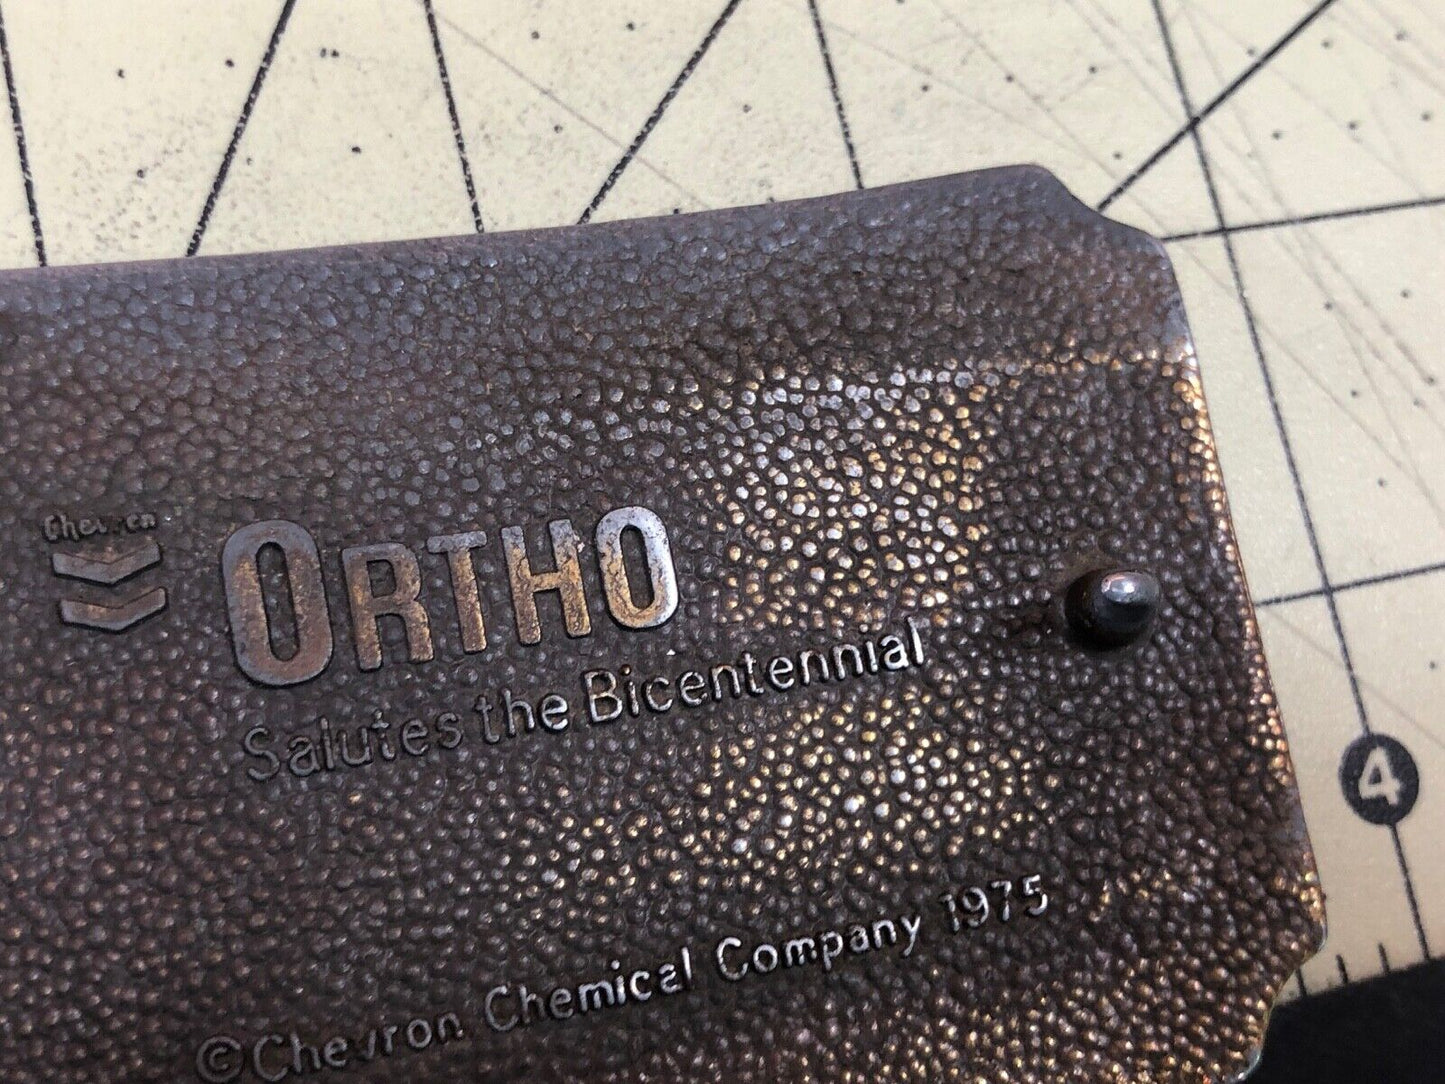 Chevron
ORTHO
Salutes the Bicentennial
©Chevron Chemical Company 1975
4